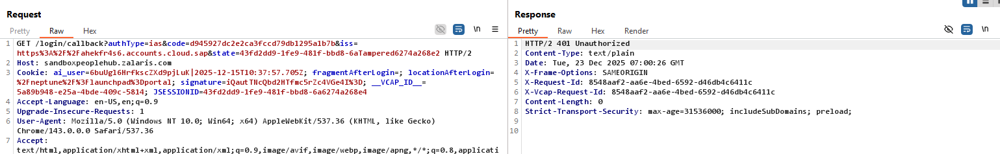 Request
Response
Pretty Raw Hex \n
Pretty Raw Hex Render \n
1 GET /login/callback?authType=ias&code=d945927dc2e2ca3fccd79db1295a1b7b&iss=
https%3A%2F%2Fahekfr4s6.accounts.cloud.sap&state=43fd2dd9-1fe9-481f-bbd8-6aTampered6274a268e2 HTTP/2
2 Host: sandboxpeoplehub.zalaris.com
3 Cookie: ai_user=6buUgl6HrfkscZXd9pjLuK|2025-12-15T10:37:57.705Z; fragmentAfterLogin=; locationAfterLogin=
%2Fneptune%2F%3Flaunchpad%3Dportal; signature=iQautTNcQbd2HTfmc5rZc4VGe4I%3D; __VCAP_ID__=
5a89b948-e25a-4bde-409c-5814; JSESSIONID=43fd2dd9-1fe9-481f-bbd8-6a6274a268e4
4 Accept-Language: en-US,en;q=0.9
5 Upgrade-Insecure-Requests: 1
6 User-Agent: Mozilla/5.0 (Windows NT 10.0; Win64; x64) AppleWebKit/537.36 (KHTML, like Gecko)
Chrome/143.0.0.0 Safari/537.36
7 Accept:
text/html,application/xhtml+xml,application/xml;q=0.9,image/avif,image/webp,image/apng,*/*;q=0.8,applicati
1 HTTP/2 401 Unauthorized
2 Content-Type: text/plain
3 Date: Tue, 23 Dec 2025 07:00:26 GMT
4 X-Frame-Options: SAMEORIGIN
5 X-Request-Id: 8548aaf2-aa6e-4bed-6592-d46db4c6411c
6 X-Vcap-Request-Id: 8548aaf2-aa6e-4bed-6592-d46db4c6411c
7 Content-Length: 0
8 Strict-Transport-Security: max-age=31536000; includeSubDomains; preload;
9
10